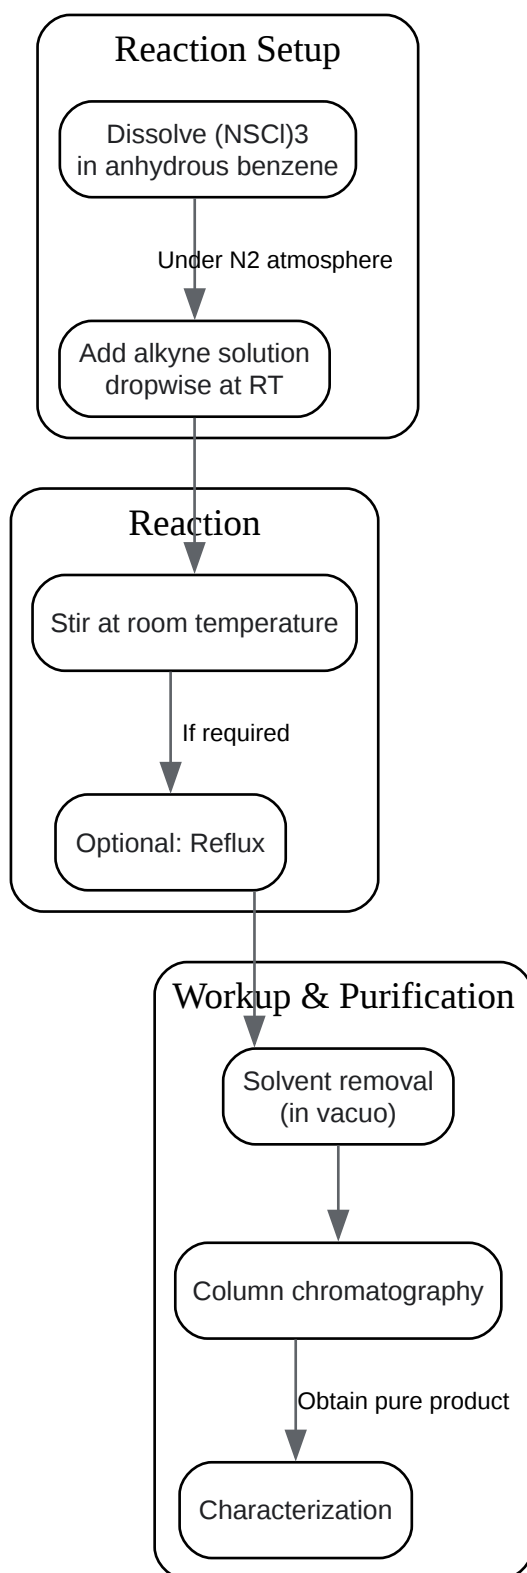 Reaction Setup
Dissolve (NSCl)3
in anhydrous benzene
Under N2 atmosphere
Add alkyne solution
dropwise at RT
Reaction
Stir at room temperature
If required
Optional: Reflux
Workup & Purification
Solvent removal
(in vacuo)
Column chromatography
Obtain pure product
Characterization